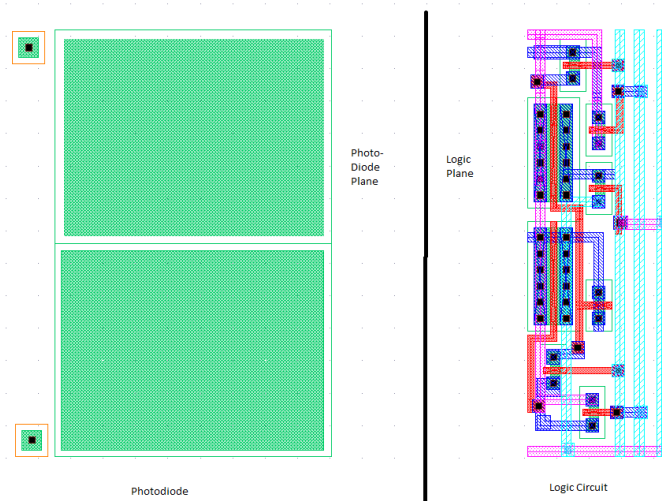 Photo-
Diode
Plane
Logic
Plane
Photodiode
Logic Circuit